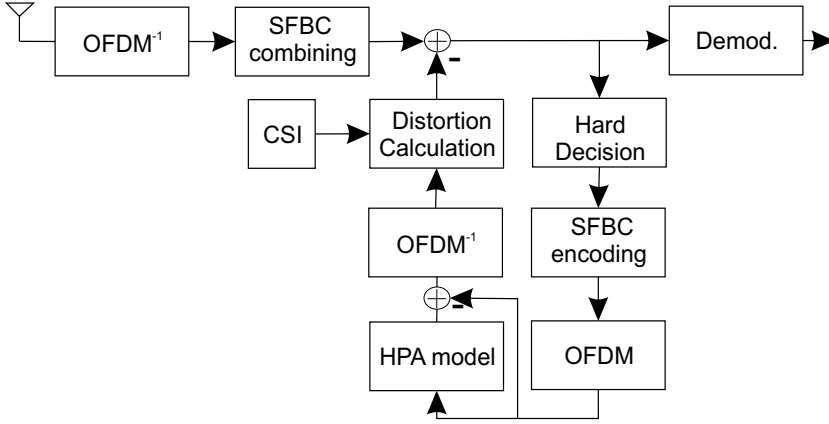 OFDM⁻¹
SFBC
combining
-
Demod.
CSI
Distortion
Calculation
Hard
Decision
OFDM⁻¹
SFBC
encoding
-
HPA model
OFDM